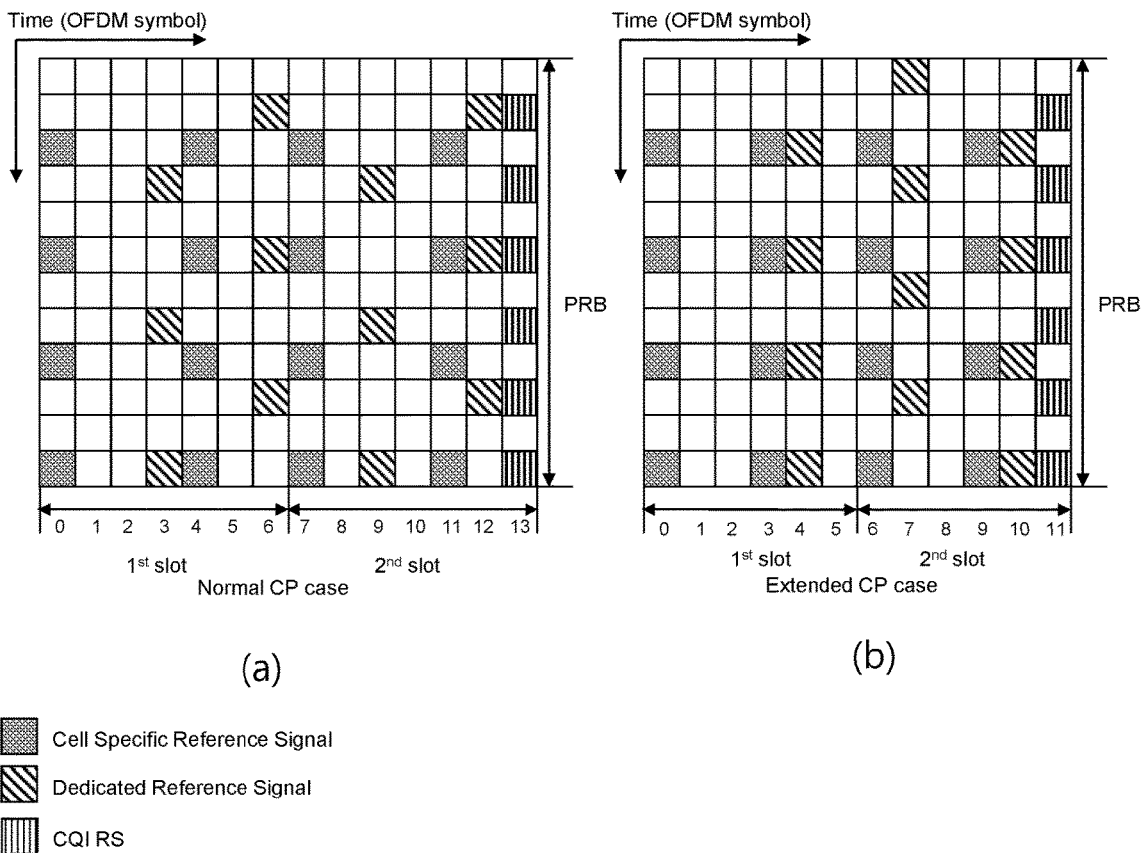 Time (OFDM symbol)
PRB
0 1 2 3 4 5 6 7 8 9 10 11 12 13
1st slot 2nd slot
Normal CP case
(a)
Time (OFDM symbol)
PRB
0 1 2 3 4 5 6 7 8 9 10 11
1st slot 2nd slot
Extended CP case
(b)
Cell Specific Reference Signal
Dedicated Reference Signal
CQI RS